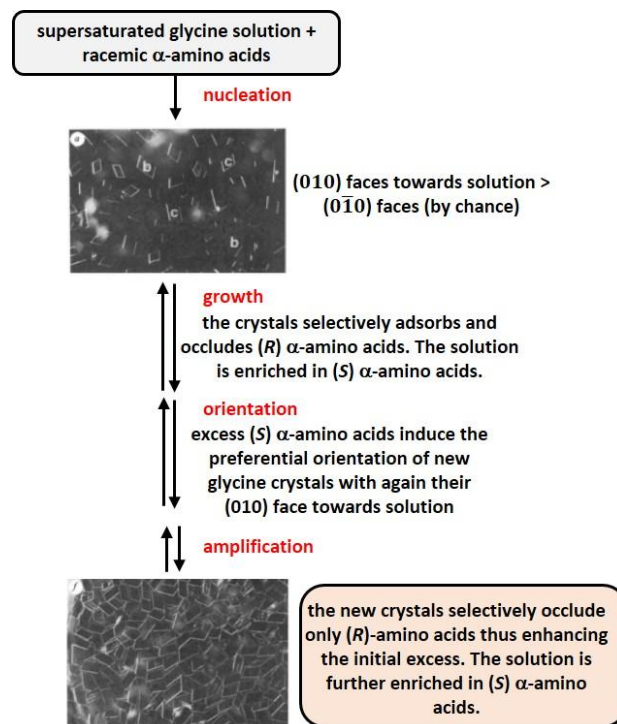 supersaturated glycine solution +
racemic α-amino acids
nucleation
a
b
c
c
b
(010) faces towards solution >
(01̅0) faces (by chance)
growth
the crystals selectively adsorbs and
occludes (R) α-amino acids. The solution
is enriched in (S) α-amino acids.
orientation
excess (S) α-amino acids induce the
preferential orientation of new
glycine crystals with again their
(010) face towards solution
amplification
f
the new crystals selectively occlude
only (R)-amino acids thus enhancing
the initial excess. The solution is
further enriched in (S) α-amino
acids.